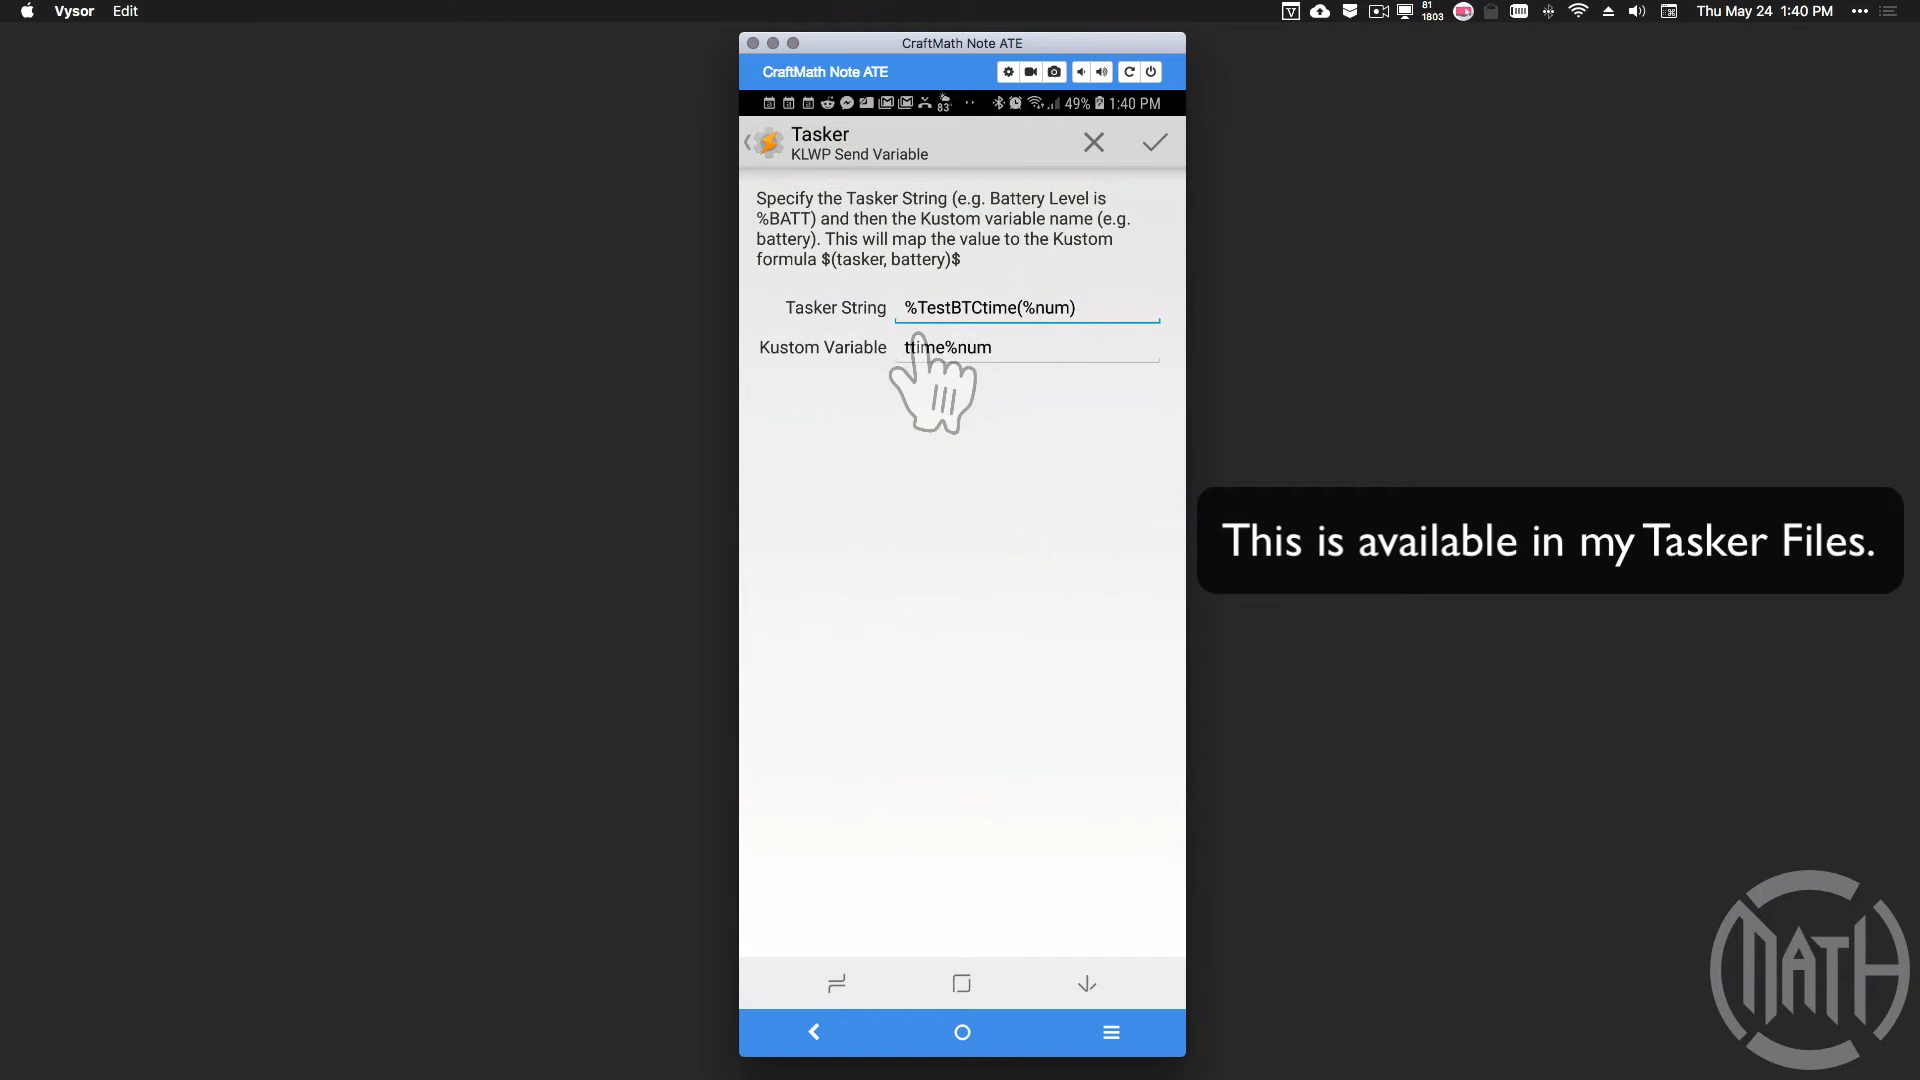 Vysor Edit
81
1803
Thu May 24 1:40 PM
CraftMath Note ATE
CraftMath Note ATE
83°
49% 1:40 PM
Tasker
KLWP Send Variable
Specify the Tasker String (e.g. Battery Level is
%BATT) and then the Kustom variable name (e.g.
battery). This will map the value to the Kustom
formula $(tasker, battery)$
Tasker String %TestBTCtime(%num)
Kustom Variable ttime%num
This is available in my Tasker Files.
MATH